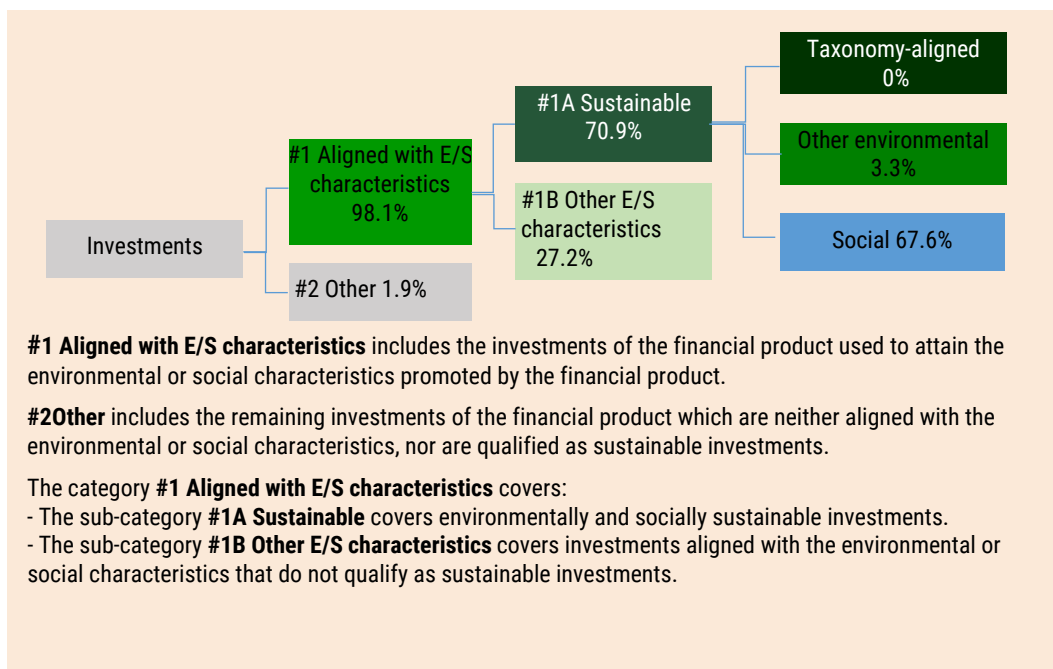 Investments
#1 Aligned with E/S
characteristics
98.1%
#2 Other 1.9%
#1A Sustainable
70.9%
#1B Other E/S
characteristics
27.2%
Taxonomy-aligned
0%
Other environmental
3.3%
Social 67.6%
#1 Aligned with E/S characteristics includes the investments of the financial product used to attain the
environmental or social characteristics promoted by the financial product.
#2Other includes the remaining investments of the financial product which are neither aligned with the
environmental or social characteristics, nor are qualified as sustainable investments.
The category #1 Aligned with E/S characteristics covers:
- The sub-category #1A Sustainable covers environmentally and socially sustainable investments.
- The sub-category #1B Other E/S characteristics covers investments aligned with the environmental or
social characteristics that do not qualify as sustainable investments.